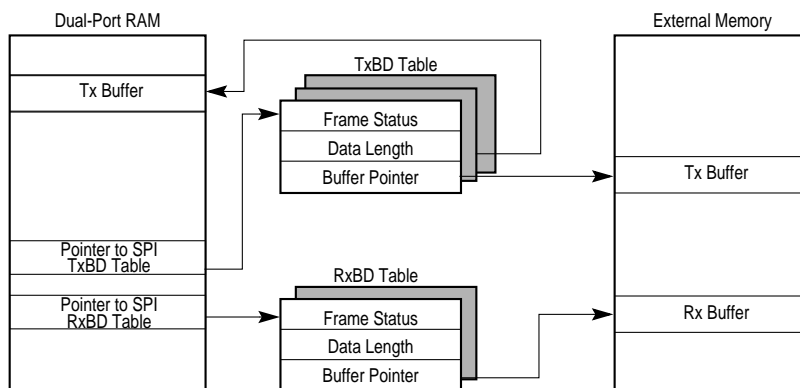 Dual-Port RAM
External Memory
TxBD Table
Tx Buffer
Frame Status
Data Length
Buffer Pointer
Tx Buffer
Pointer to SPI
TxBD Table
RxBD Table
Pointer to SPI
RxBD Table
Frame Status
Data Length
Buffer Pointer
Rx Buffer